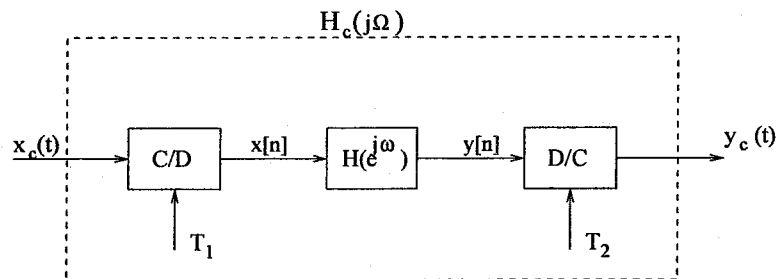 H_c(jΩ)
x_c(t)
C/D
x[n]
H(e^{jω})
y[n]
D/C
y_c(t)
T_1
T_2